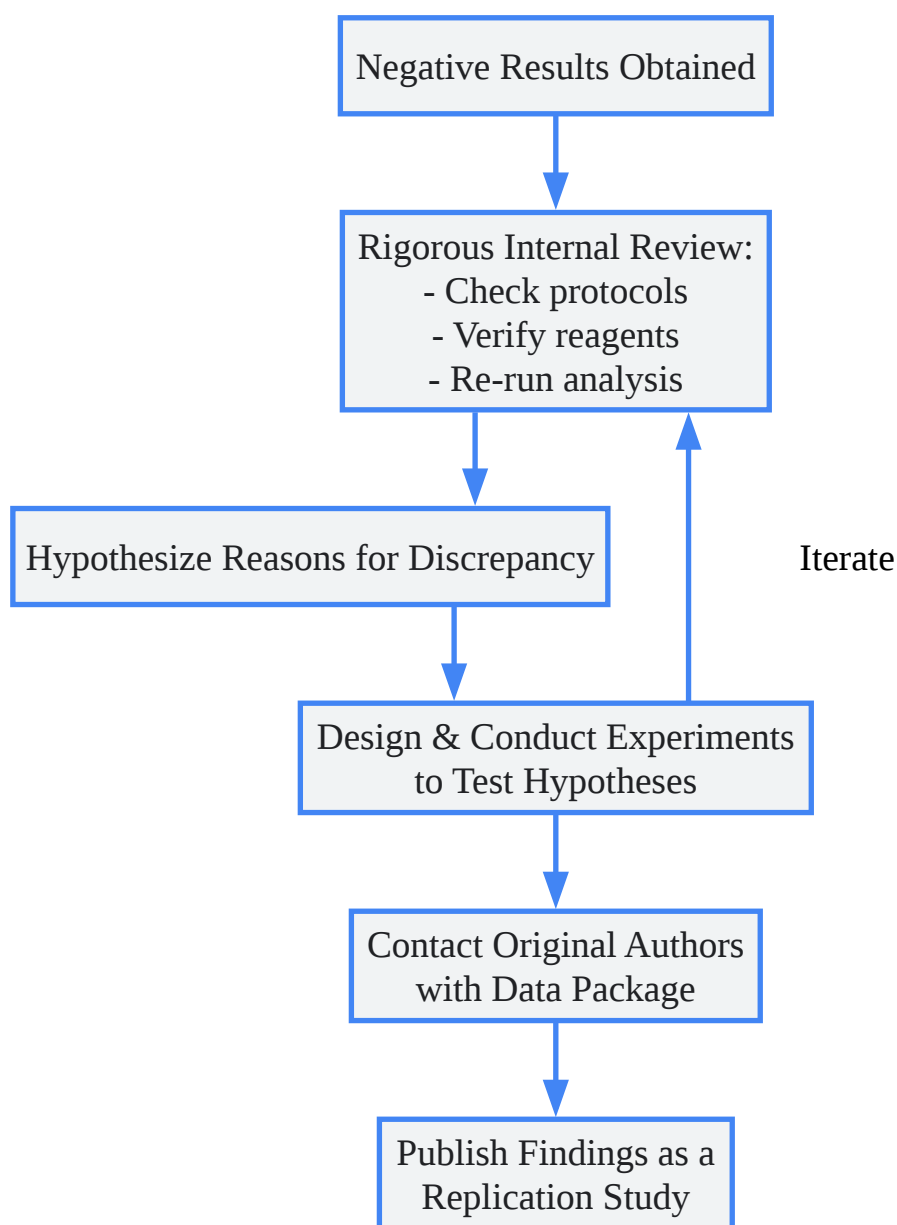 Negative Results Obtained
Rigorous Internal Review:
- Check protocols
- Verify reagents
- Re-run analysis
Hypothesize Reasons for Discrepancy
Iterate
Design & Conduct Experiments
to Test Hypotheses
Contact Original Authors
with Data Package
Publish Findings as a
Replication Study